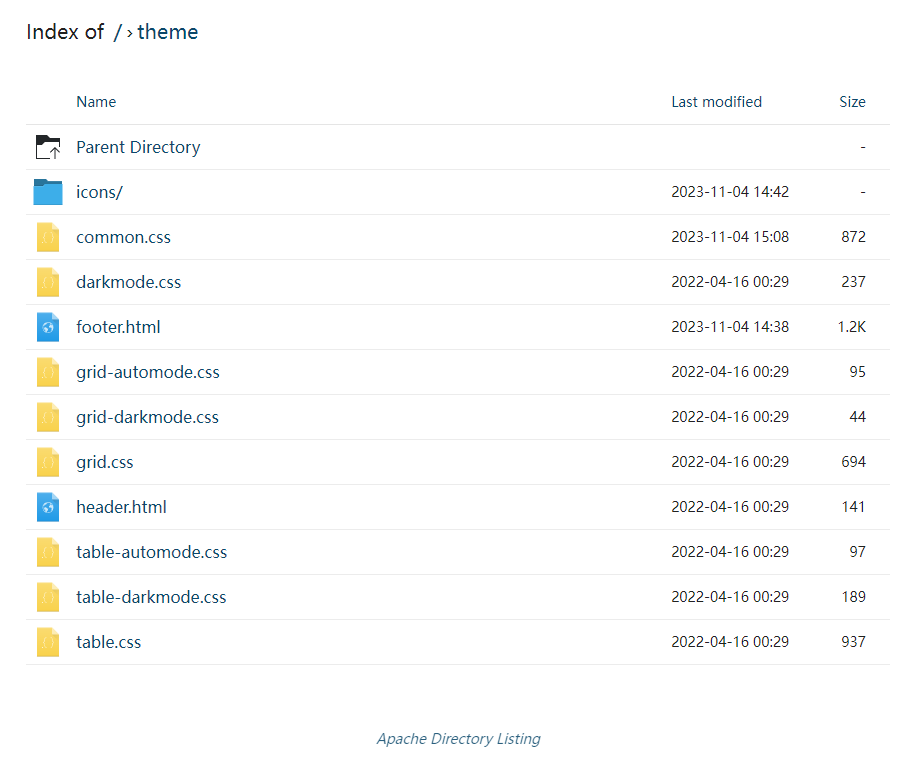 Index of / › theme
Name Last modified Size
Parent Directory -
icons/ 2023-11-04 14:42 -
common.css 2023-11-04 15:08 872
darkmode.css 2022-04-16 00:29 237
footer.html 2023-11-04 14:38 1.2K
grid-automode.css 2022-04-16 00:29 95
grid-darkmode.css 2022-04-16 00:29 44
grid.css 2022-04-16 00:29 694
header.html 2022-04-16 00:29 141
table-automode.css 2022-04-16 00:29 97
table-darkmode.css 2022-04-16 00:29 189
table.css 2022-04-16 00:29 937
Apache Directory Listing